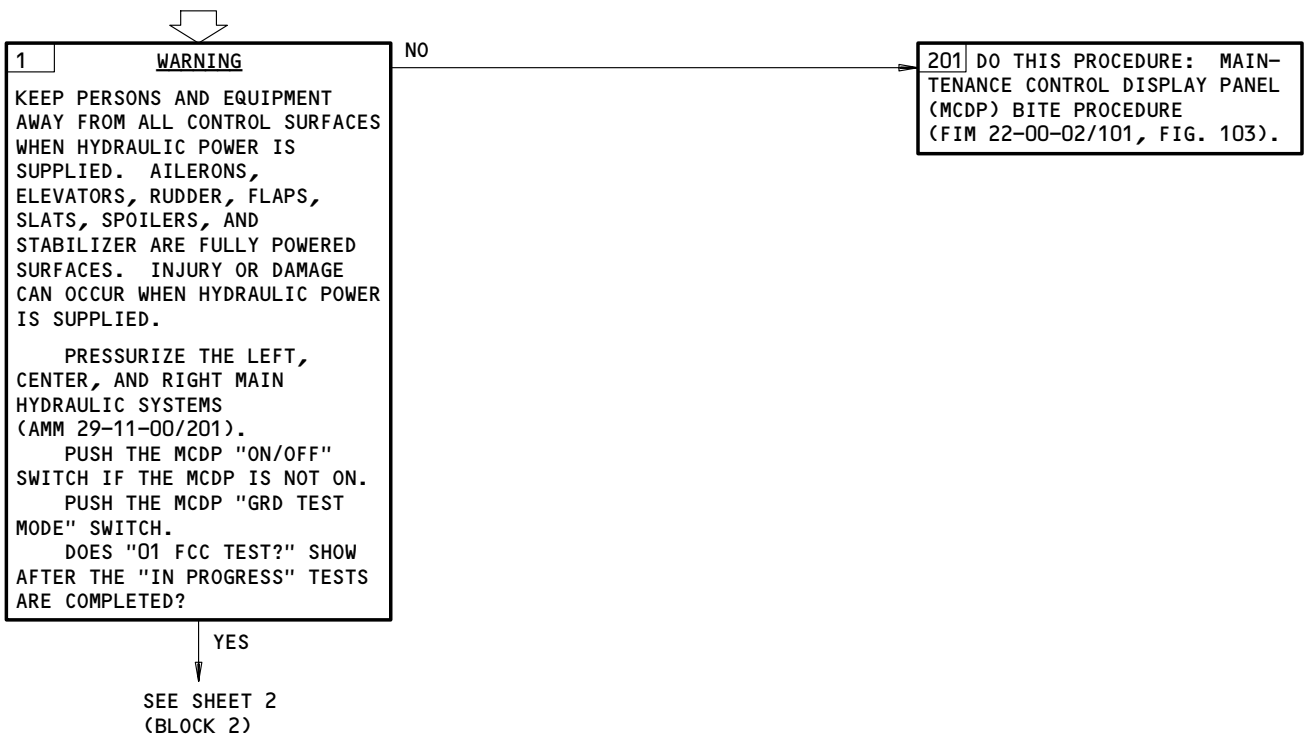 1
WARNING
KEEP PERSONS AND EQUIPMENT
AWAY FROM ALL CONTROL SURFACES
WHEN HYDRAULIC POWER IS
SUPPLIED. AILERONS,
ELEVATORS, RUDDER, FLAPS,
SLATS, SPOILERS, AND
STABILIZER ARE FULLY POWERED
SURFACES. INJURY OR DAMAGE
CAN OCCUR WHEN HYDRAULIC POWER
IS SUPPLIED.
PRESSURIZE THE LEFT,
CENTER, AND RIGHT MAIN
HYDRAULIC SYSTEMS
(AMM 29-11-00/201).
PUSH THE MCDP "ON/OFF"
SWITCH IF THE MCDP IS NOT ON.
PUSH THE MCDP "GRD TEST
MODE" SWITCH.
DOES "01 FCC TEST?" SHOW
AFTER THE "IN PROGRESS" TESTS
ARE COMPLETED?
NO
201 DO THIS PROCEDURE: MAIN-
TENANCE CONTROL DISPLAY PANEL
(MCDP) BITE PROCEDURE
(FIM 22-00-02/101, FIG. 103).
YES
SEE SHEET 2
(BLOCK 2)